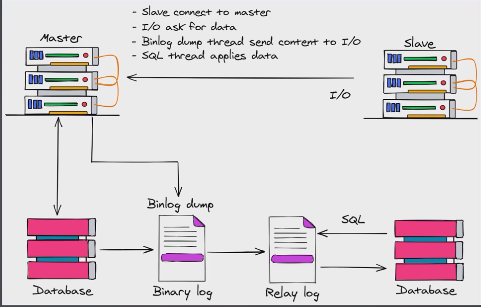 - Slave connect to master
- I/O ask for data
- Binlog dump thread send content to I/O
- SQL thread applies data
Master
Slave
I/O
Binlog dump
SQL
Database
Binary log
Relay log
Database